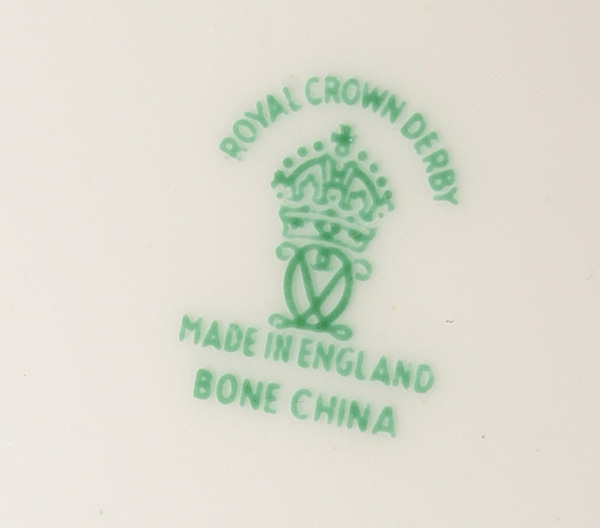 ROYAL CROWN DERBY
MADE IN ENGLAND
BONE CHINA